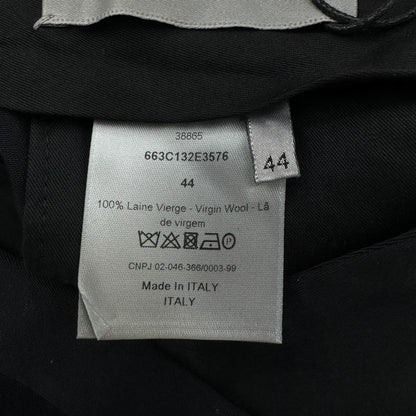 38865
663C132E3576
44
44
100% Laine Vierge - Virgin Wool - Lã
de virgem
CNPJ 02-046-366/0003-99
Made In ITALY
ITALY